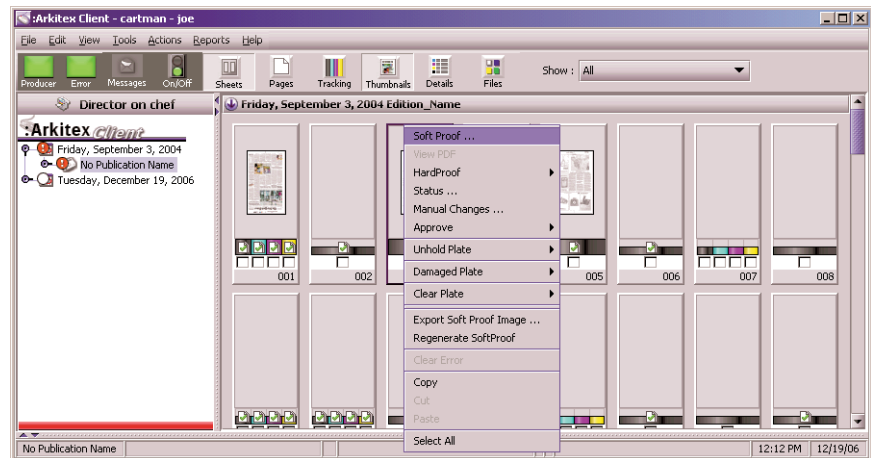 :Arkitex Client - cartman - joe
File Edit View Tools Actions Reports Help
Producer Error Messages On/Off Sheets Pages Tracking Thumbnails Details Files Show : All
Director on chef
Friday, September 3, 2004 Edition_Name
:Arkitex Client
Friday, September 3, 2004
No Publication Name
Tuesday, December 19, 2006
Soft Proof ...
View PDF
HardProof
Status ...
Manual Changes ...
Approve
Unhold Plate
Damaged Plate
Clear Plate
Export Soft Proof Image ...
Regenerate SoftProof
Clear Error
Copy
Cut
Paste
Select All
001 002 005 006 007 008
No Publication Name 12:12 PM 12/19/06